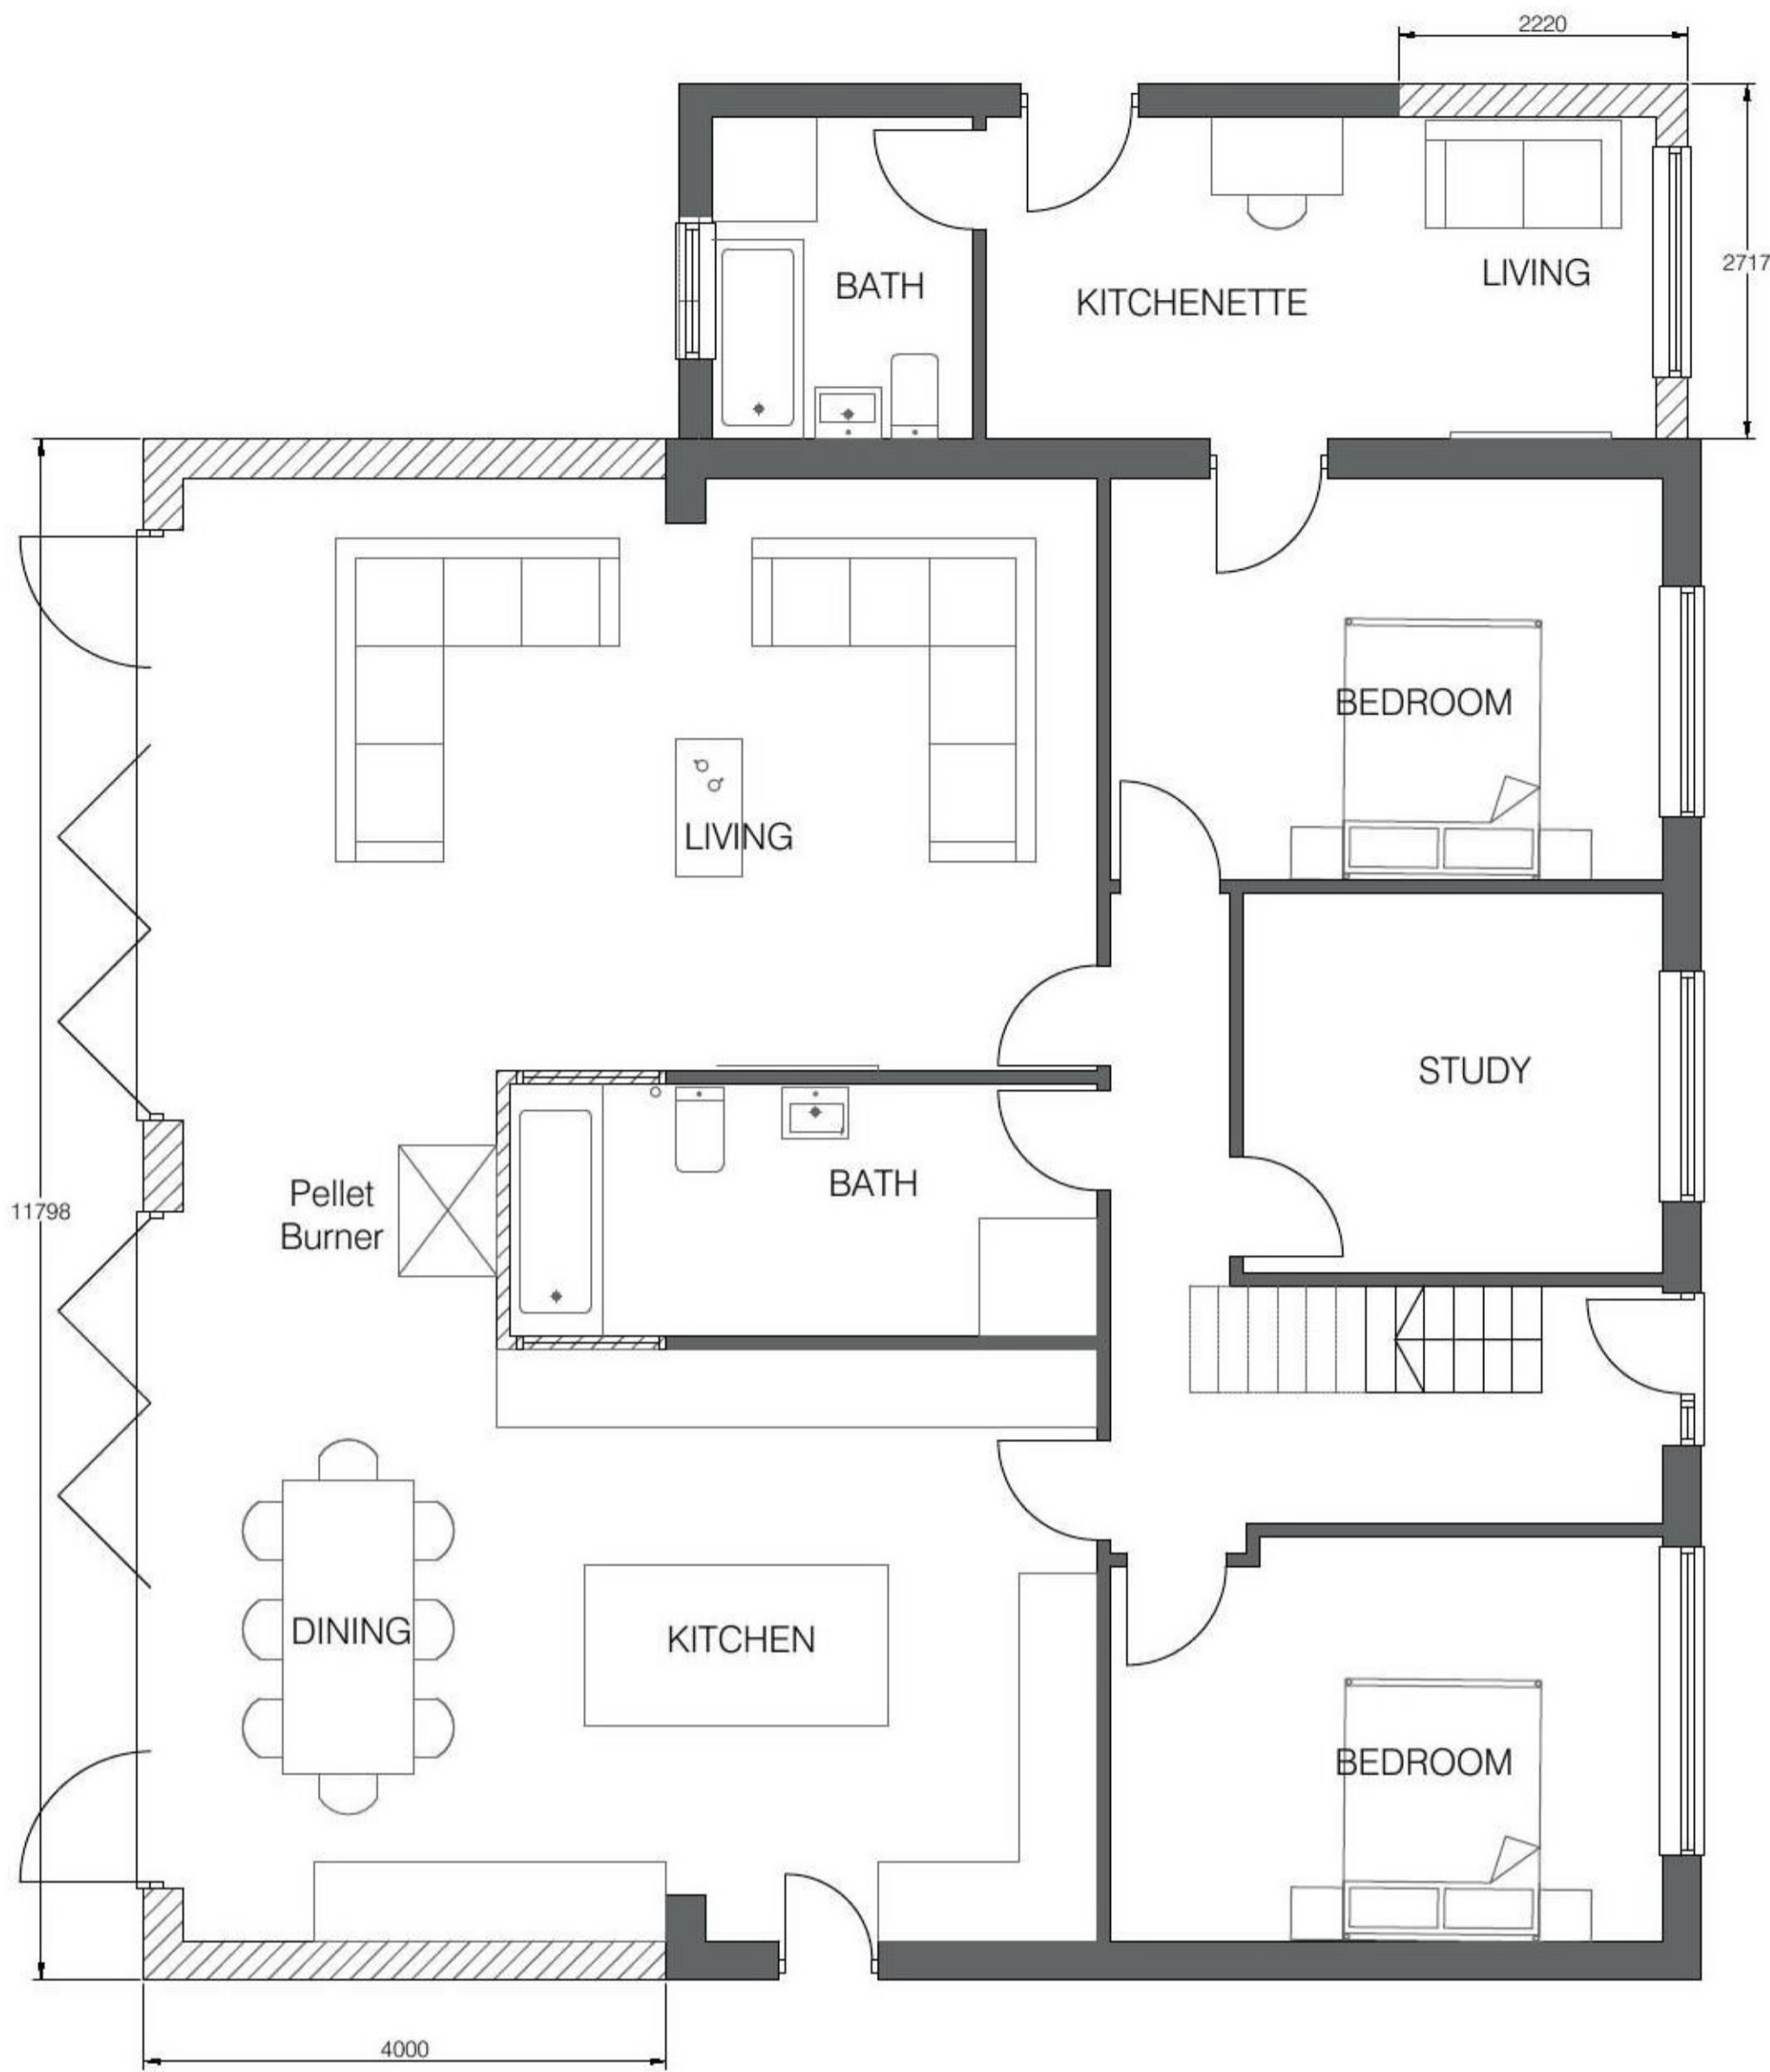 2220
BATH
KITCHENETTE
LIVING
2717
BEDROOM
LIVING
STUDY
Pellet
Burner
BATH
11798
DINING
KITCHEN
BEDROOM
4000